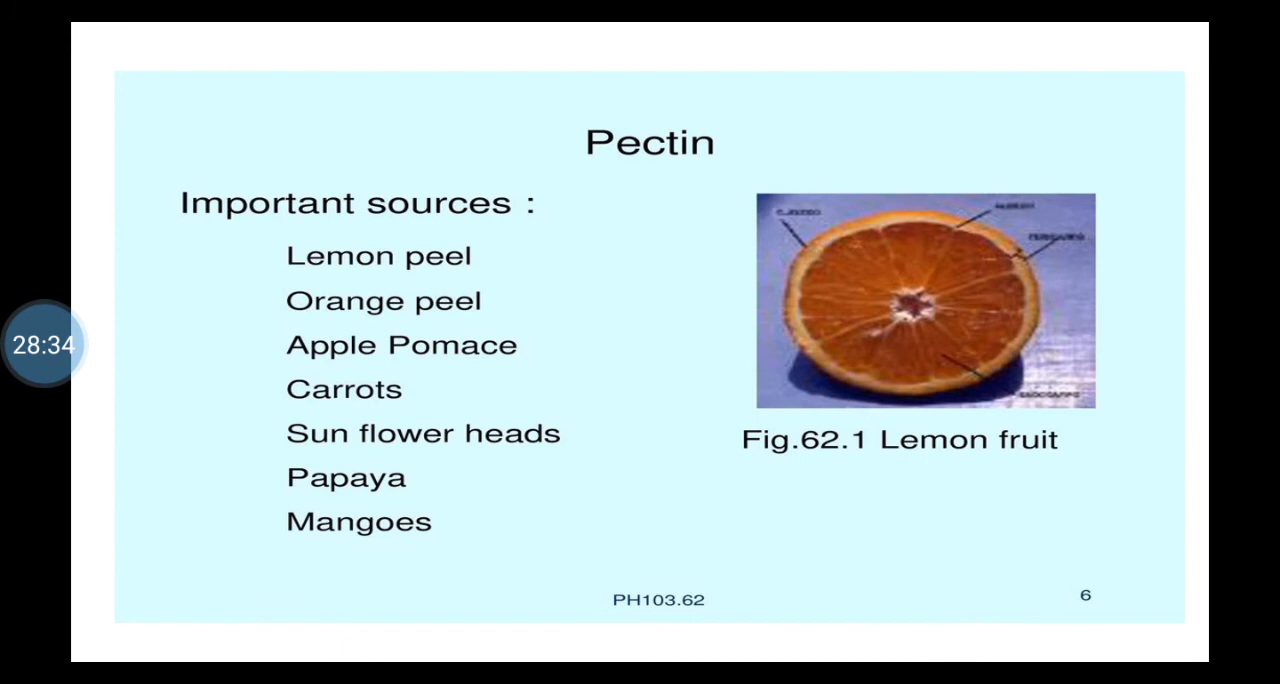 Pectin
Important sources :
Lemon peel
Orange peel
Apple Pomace
Carrots
Sun flower heads
Papaya
Mangoes
Fig.62.1 Lemon fruit
PH103.62
6
28:34